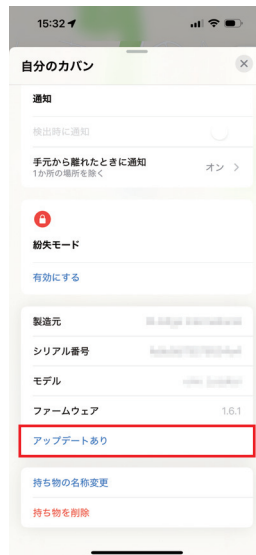 15:32
自分のカバン
通知
検出時に通知
手元から離れたときに通知
1か所の場所を除く
オン
紛失モード
有効にする
製造元
シリアル番号
モデル
ファームウェア 1.6.1
アップデートあり
持ち物の名称変更
持ち物を削除